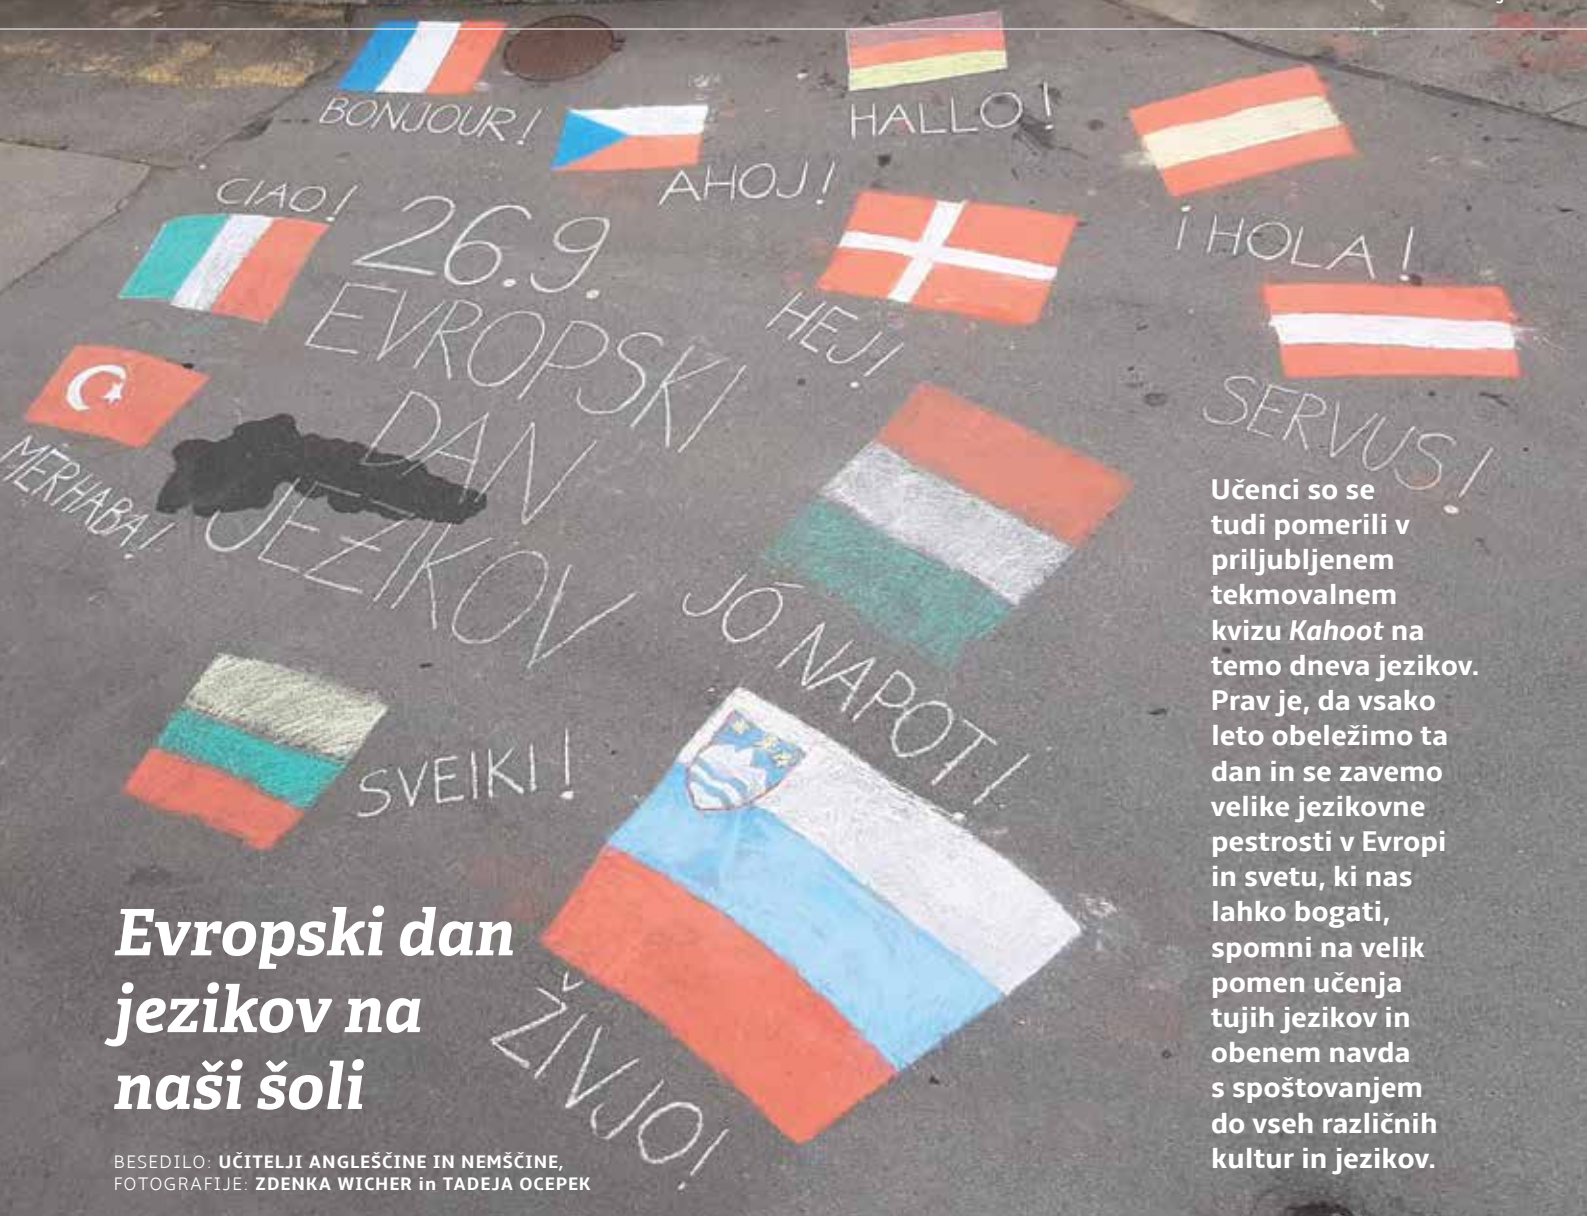 BONJOUR!
HALLO!
AHOJ!
CIAO!
¡HOLA!
26.9.
EVROPSKI
DAN
JEZIKOV
HEJ!
SERVUS!
MERHABA!
JÓ NAPOT!
SVEIKI!
ŽIVJO!
Evropski dan
jezikov na
naši šoli
BESEDILO: UČITELJI ANGLEŠČINE IN NEMŠČINE,
FOTOGRAFIJE: ZDENKA WICHER in TADEJA OCEPEK
Učenci so se
tudi pomerili v
priljubljenem
tekmovalnem
kvizu Kahoot na
temo dneva jezikov.
Prav je, da vsako
leto obeležimo ta
dan in se zavemo
velike jezikovne
pestrosti v Evropi
in svetu, ki nas
lahko bogati,
spomni na velik
pomen učenja
tujih jezikov in
obenem navda
s spoštovanjem
do vseh različnih
kultur in jezikov.